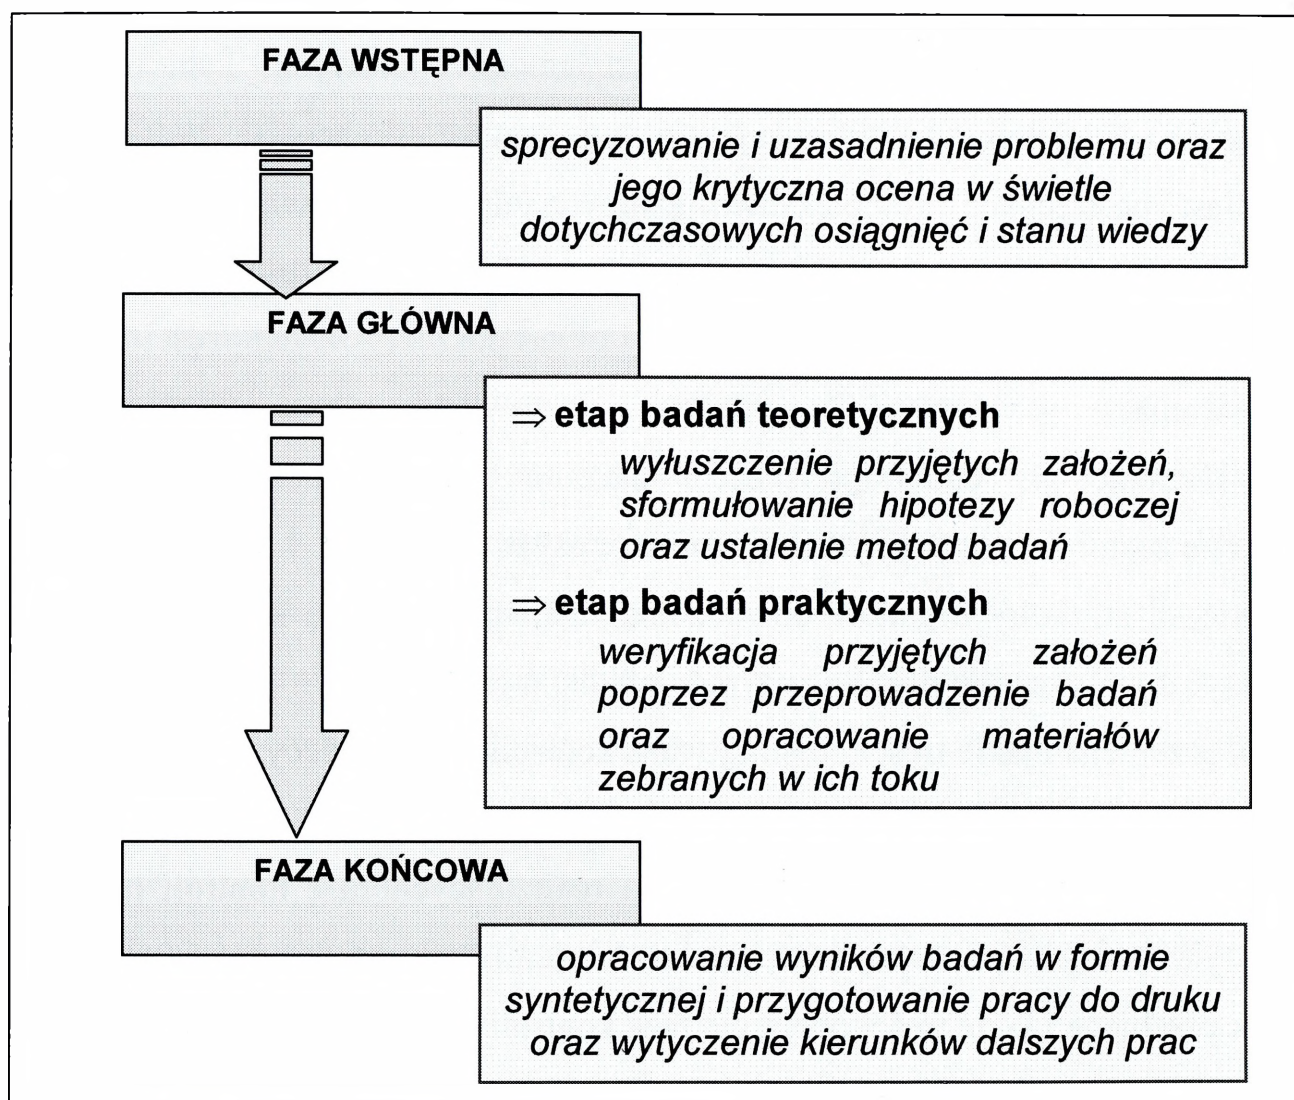 FAZA WSTĘPNA
sprecyzowanie i uzasadnienie problemu oraz
jego krytyczna ocena w świetle
dotychczasowych osiągnięć i stanu wiedzy
FAZA GŁÓWNA
⇒ etap badań teoretycznych
wyłuszczenie przyjętych założeń,
sformułowanie hipotezy roboczej
oraz ustalenie metod badań
⇒ etap badań praktycznych
weryfikacja przyjętych założeń
poprzez przeprowadzenie badań
oraz opracowanie materiałów
zebranych w ich toku
FAZA KOŃCOWA
opracowanie wyników badań w formie
syntetycznej i przygotowanie pracy do druku
oraz wytyczenie kierunków dalszych prac